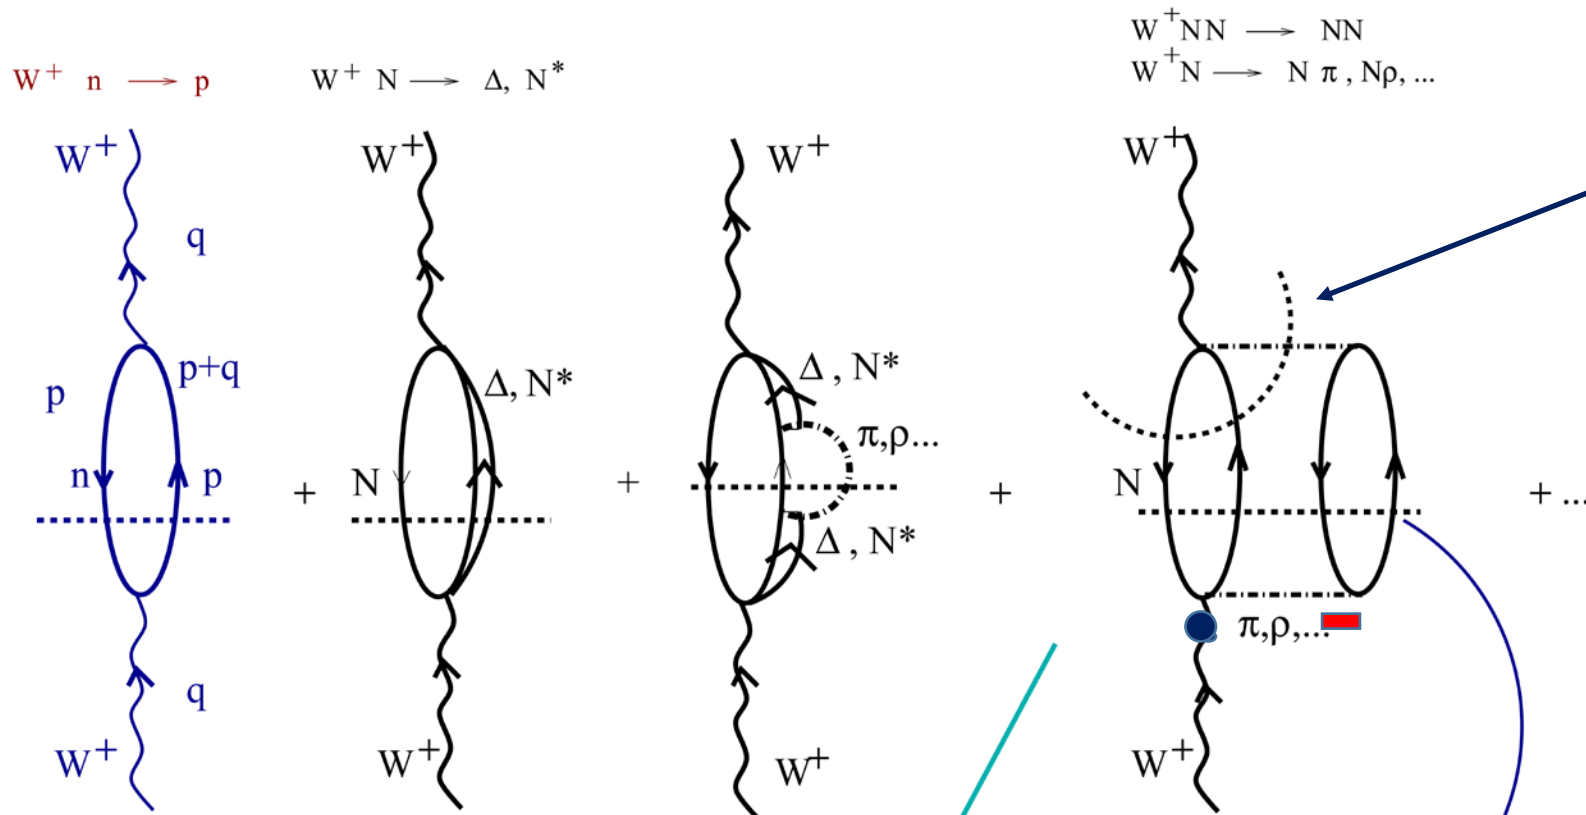 W⁺ n ⟶ p
W⁺ N ⟶ Δ, N*
W⁺NN ⟶ NN
W⁺N ⟶ N π , Nρ, ...
W⁺
q
p
p+q
n
p
q
W⁺
+
W⁺
Δ, N*
N
W⁺
+
W⁺
Δ , N*
π,ρ...
Δ , N*
W⁺
+
W⁺
N
π,ρ,...
W⁺
+ ...